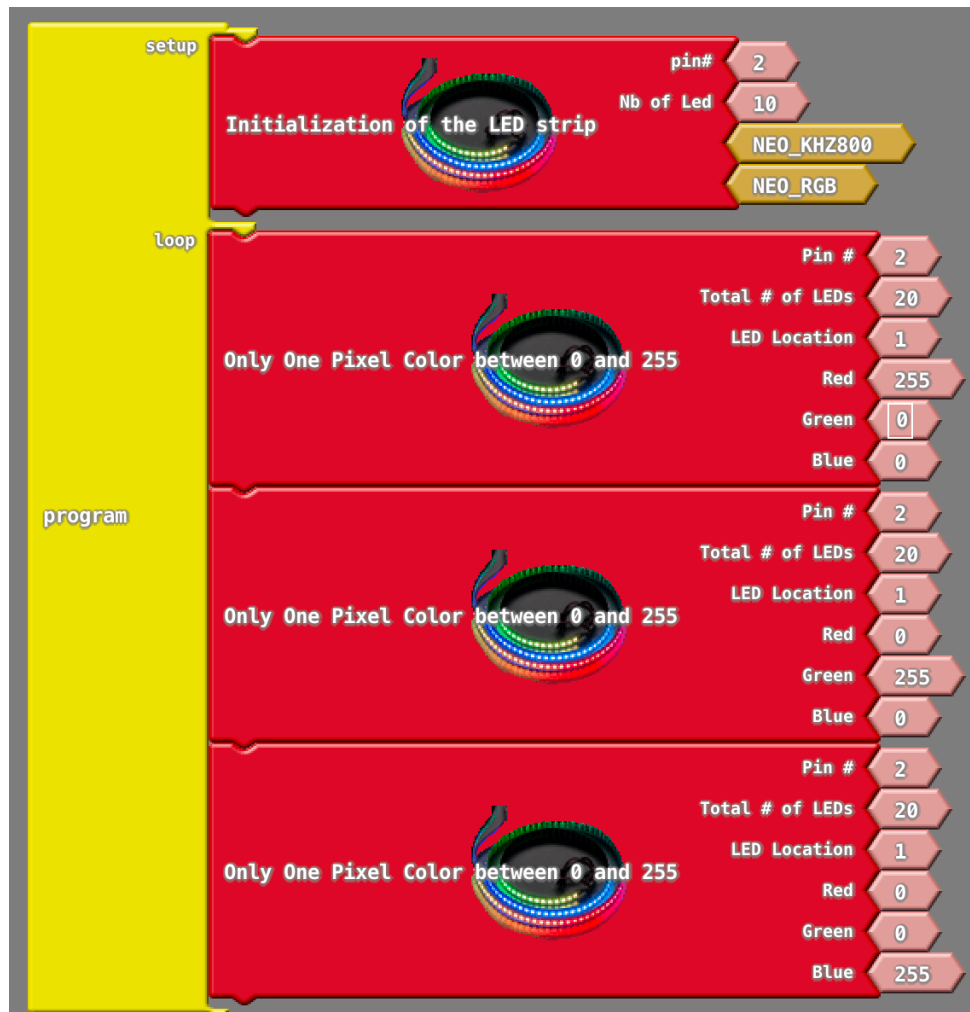 setup
pin# 2
Nb of Led 10
Initialization of the LED strip
NEO_KHZ800
NEO_RGB
loop
Pin # 2
Total # of LEDs 20
LED Location 1
Only One Pixel Color between 0 and 255
Red 255
Green 0
Blue 0
program
Pin # 2
Total # of LEDs 20
LED Location 1
Only One Pixel Color between 0 and 255
Red 0
Green 255
Blue 0
Pin # 2
Total # of LEDs 20
LED Location 1
Only One Pixel Color between 0 and 255
Red 0
Green 0
Blue 255